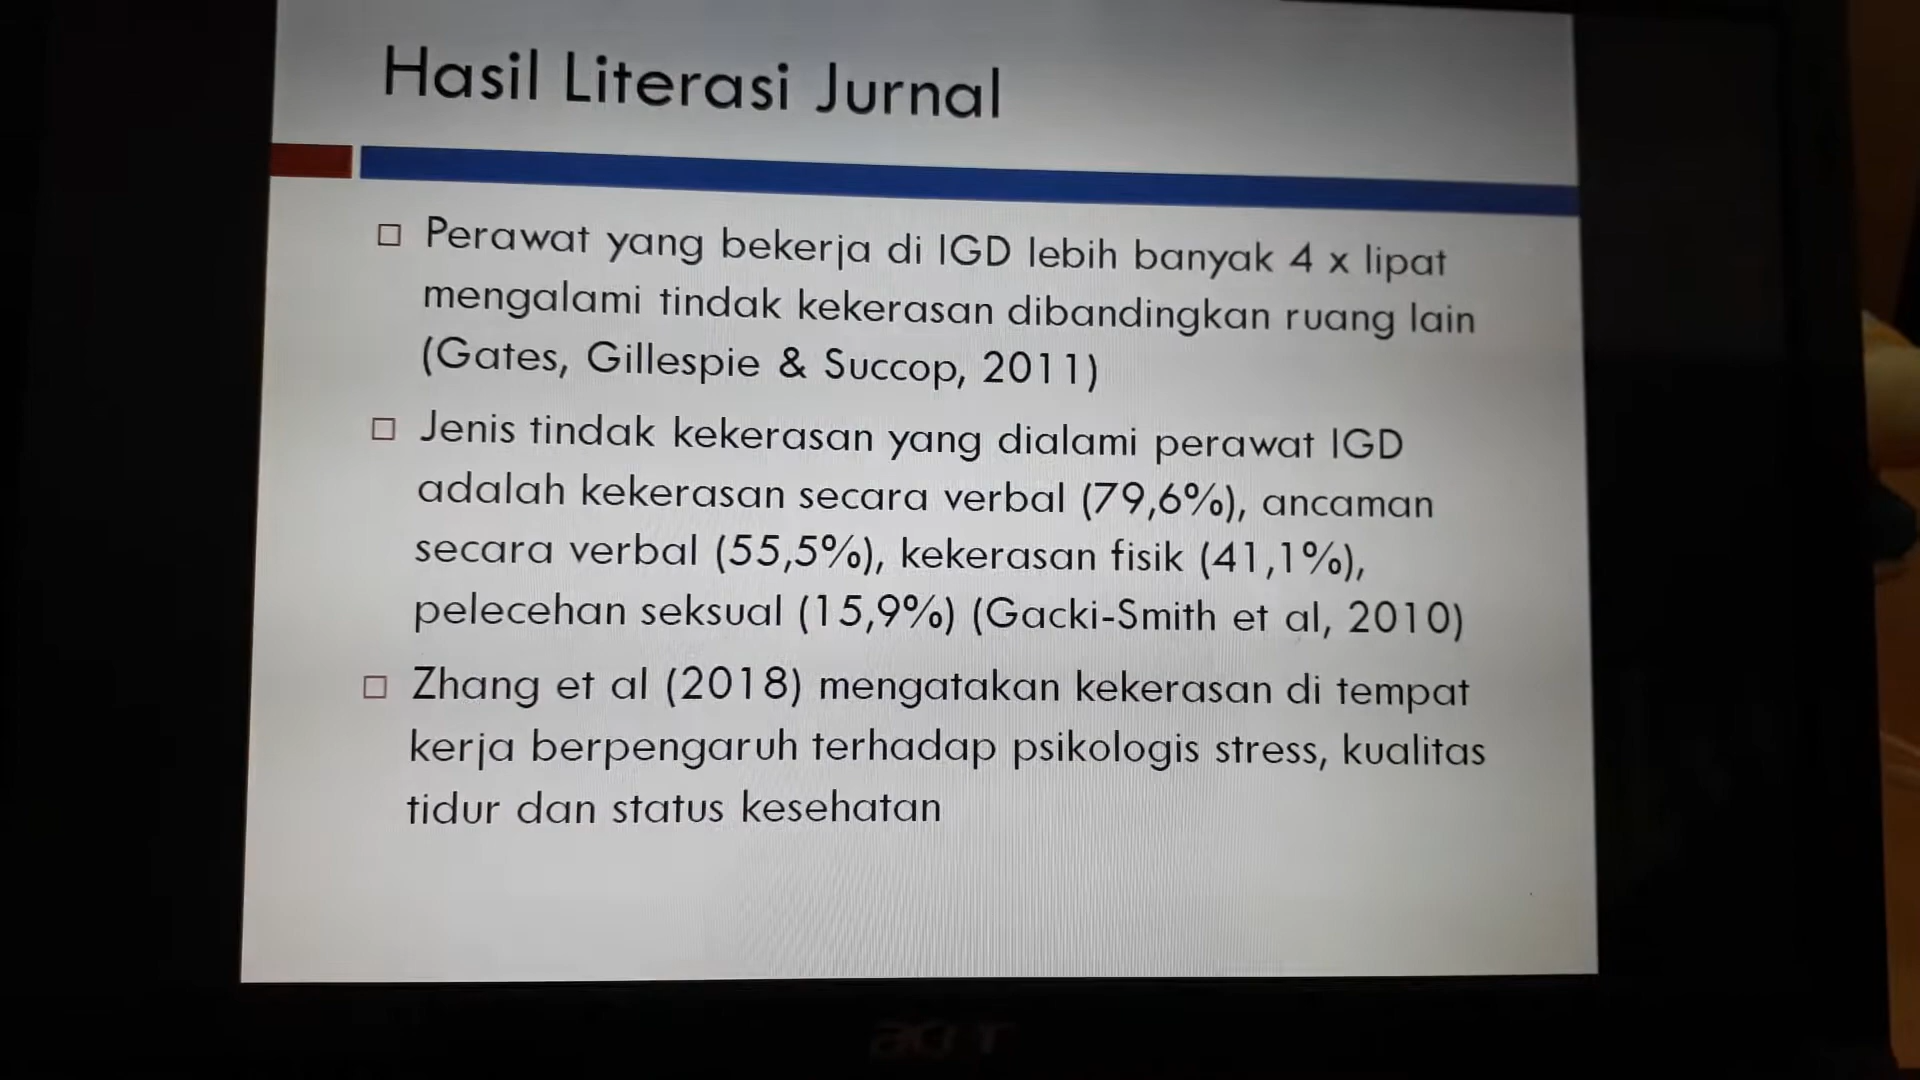 Hasil Literasi Jurnal
Perawat yang bekerja di IGD lebih banyak 4 x lipat
mengalami tindak kekerasan dibandingkan ruang lain
(Gates, Gillespie & Succop, 2011)
Jenis tindak kekerasan yang dialami perawat IGD
adalah kekerasan secara verbal (79,6%), ancaman
secara verbal (55,5%), kekerasan fisik (41,1%),
pelecehan seksual (15,9%) (Gacki-Smith et al, 2010)
Zhang et al (2018) mengatakan kekerasan di tempat
kerja berpengaruh terhadap psikologis stress, kualitas
tidur dan status kesehatan
acer